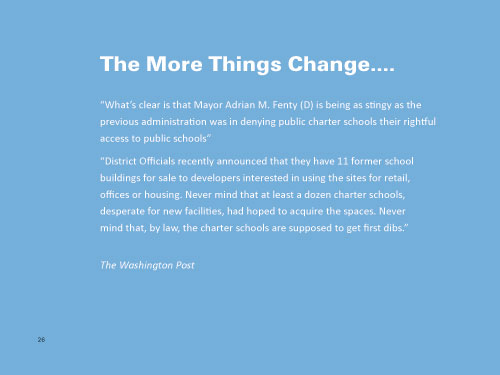 The More Things Change....
“What’s clear is that Mayor Adrian M. Fenty (D) is being as stingy as the
previous administration was in denying public charter schools their rightful
access to public schools”
“District Officials recently announced that they have 11 former school
buildings for sale to developers interested in using the sites for retail,
offices or housing. Never mind that at least a dozen charter schools,
desperate for new facilities, had hoped to acquire the spaces. Never
mind that, by law, the charter schools are supposed to get first dibs.”
The Washington Post
26